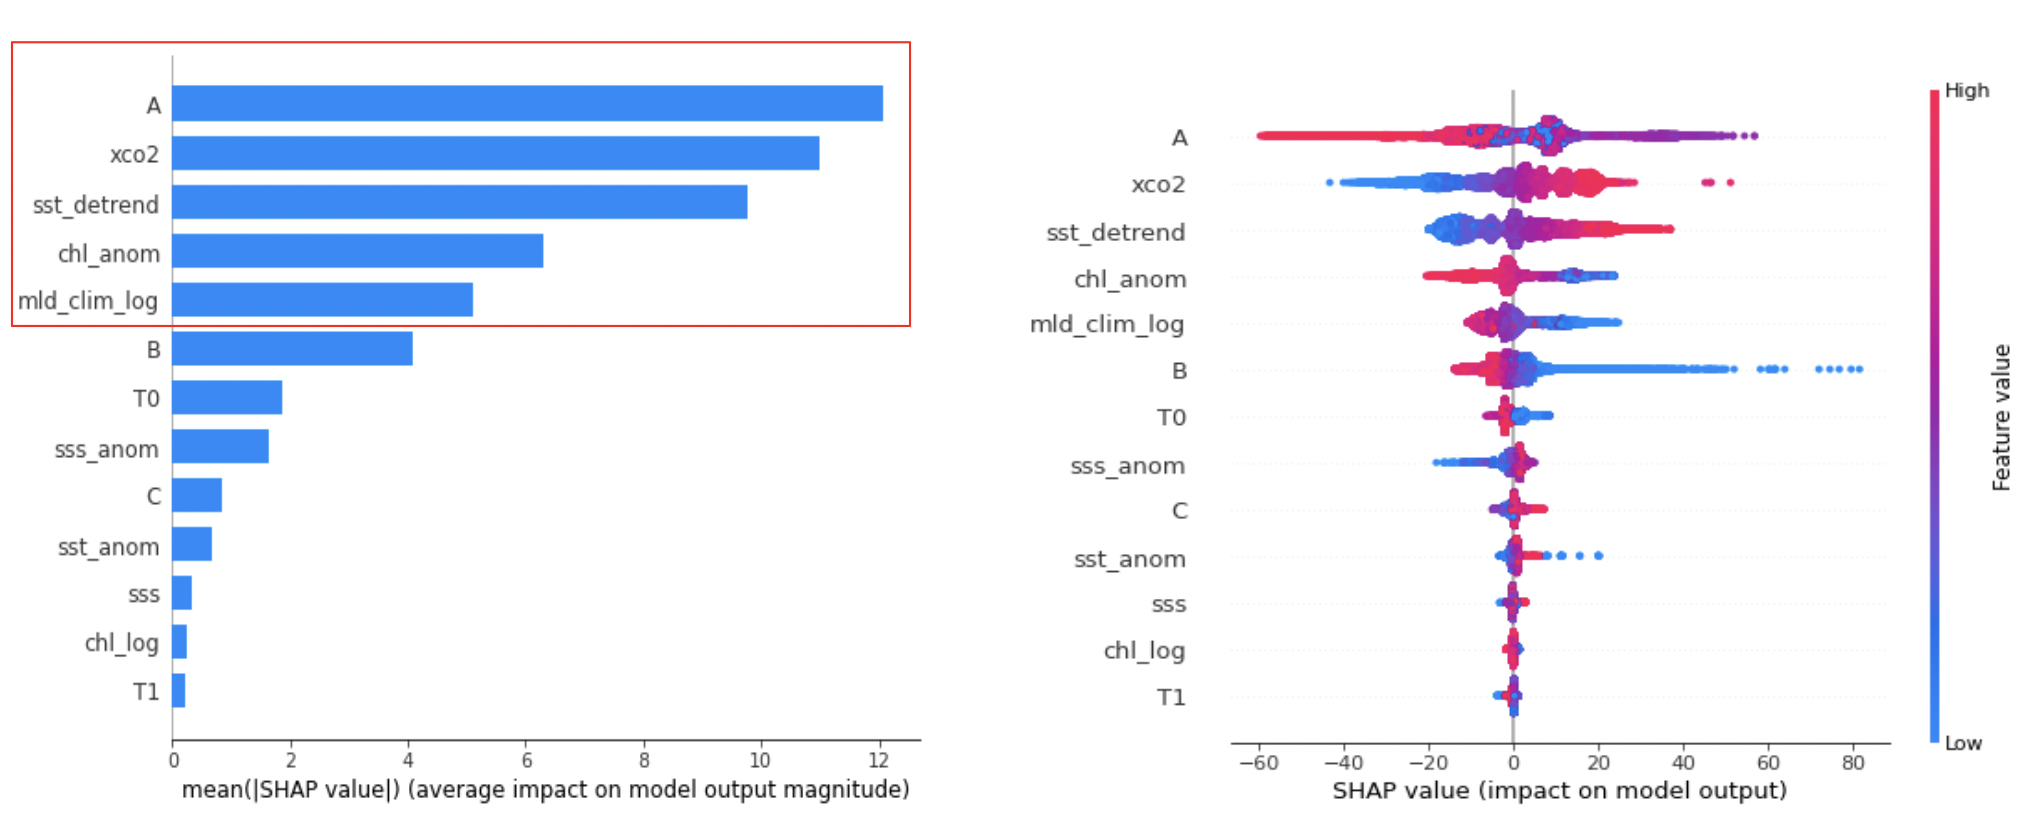 A
xco2
sst_detrend
chl_anom
mld_clim_log
B
T0
sss_anom
C
sst_anom
sss
chl_log
T1
0 2 4 6 8 10 12
mean(|SHAP value|) (average impact on model output magnitude)
A
xco2
sst_detrend
chl_anom
mld_clim_log
B
T0
sss_anom
C
sst_anom
sss
chl_log
T1
−60 −40 −20 0 20 40 60 80
SHAP value (impact on model output)
High
Low
Feature value